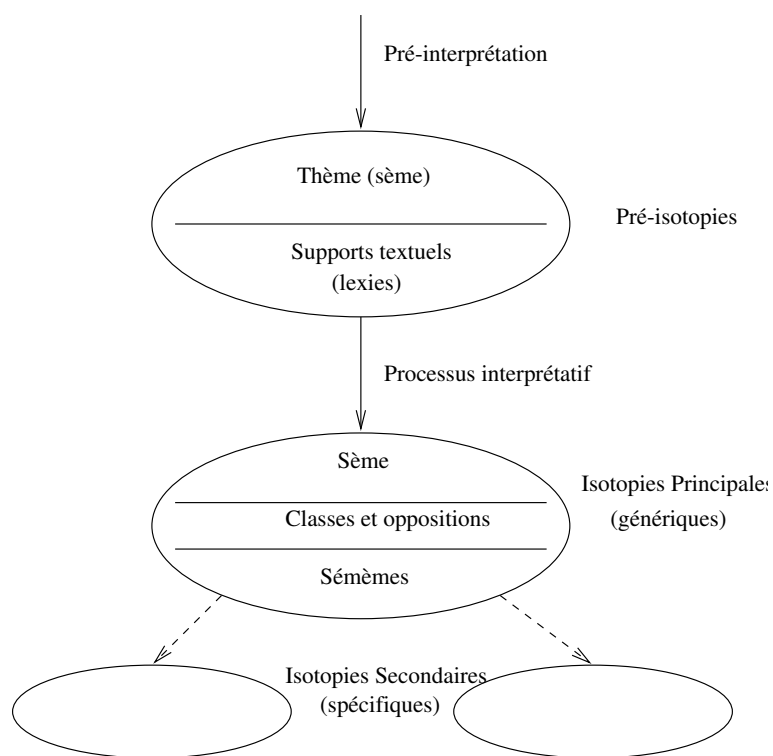 Pré-interprétation
Thème (sème)
Pré-isotopies
Supports textuels
(lexies)
Processus interprétatif
Sème
Isotopies Principales
Classes et oppositions
(génériques)
Sémèmes
Isotopies Secondaires
(spécifiques)